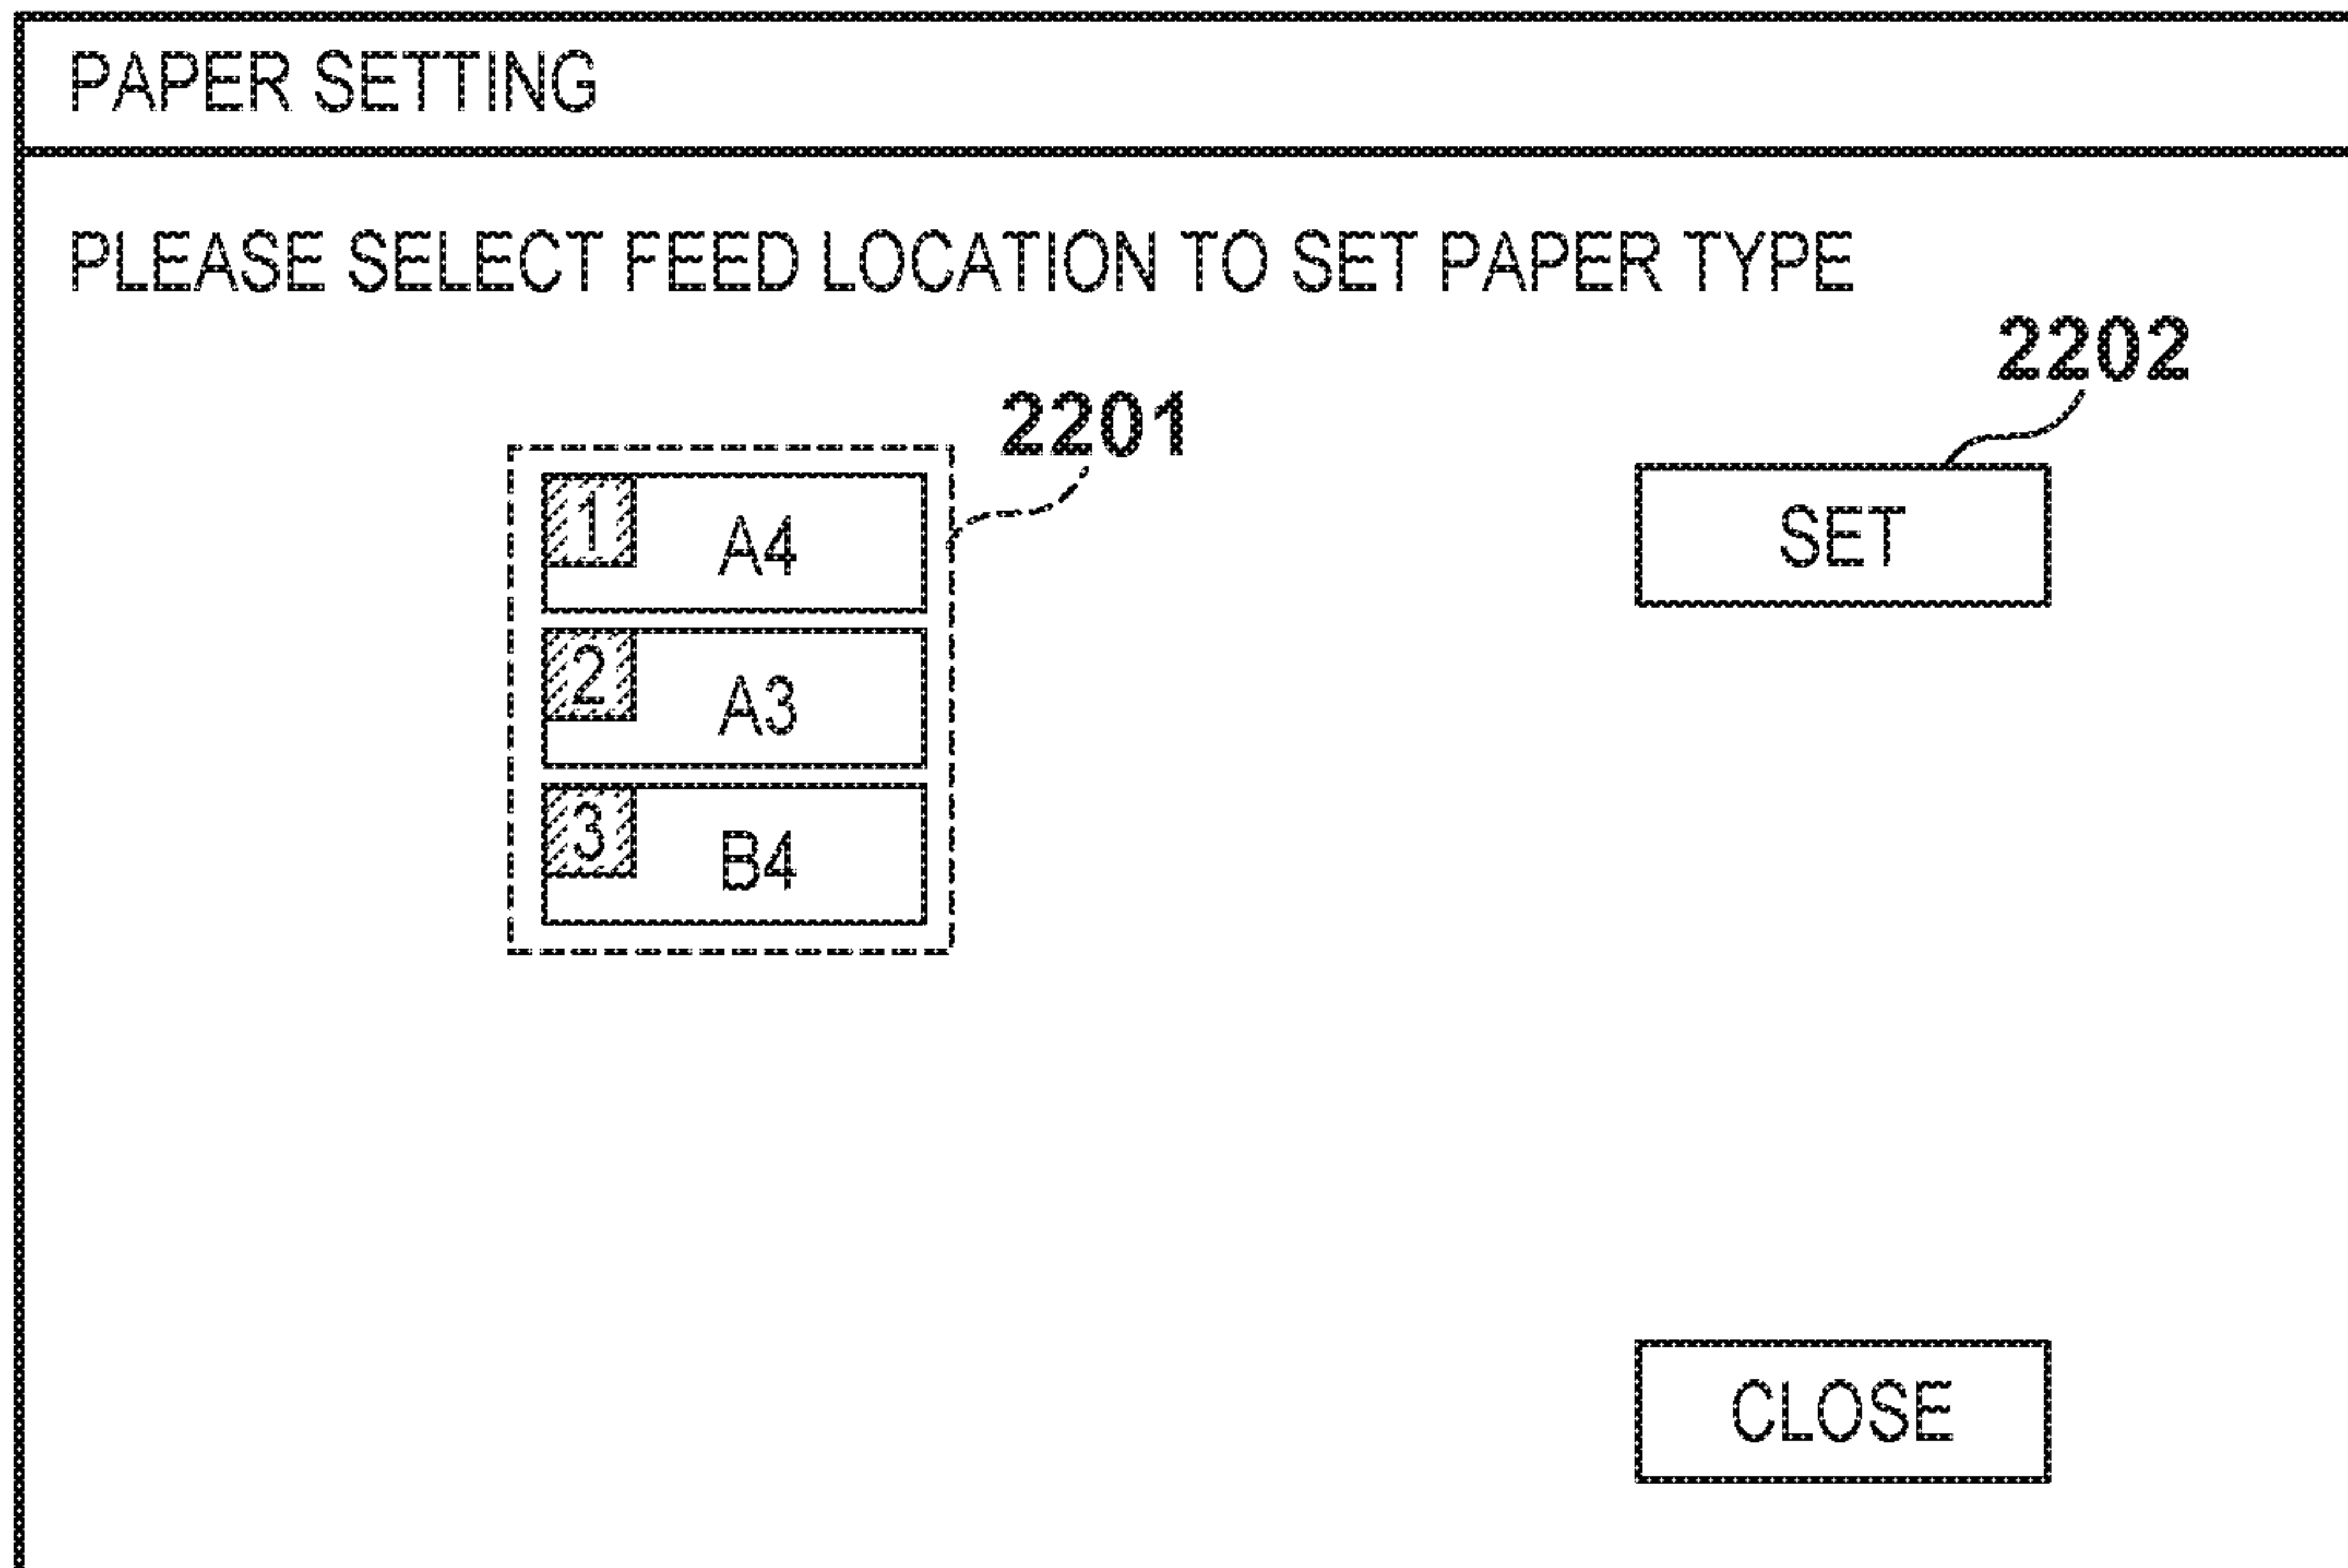 PAPER SETTING
PLEASE SELECT FEED LOCATION TO SET PAPER TYPE
2202
2201
1 A4
SET
2 A3
3 B4
CLOSE